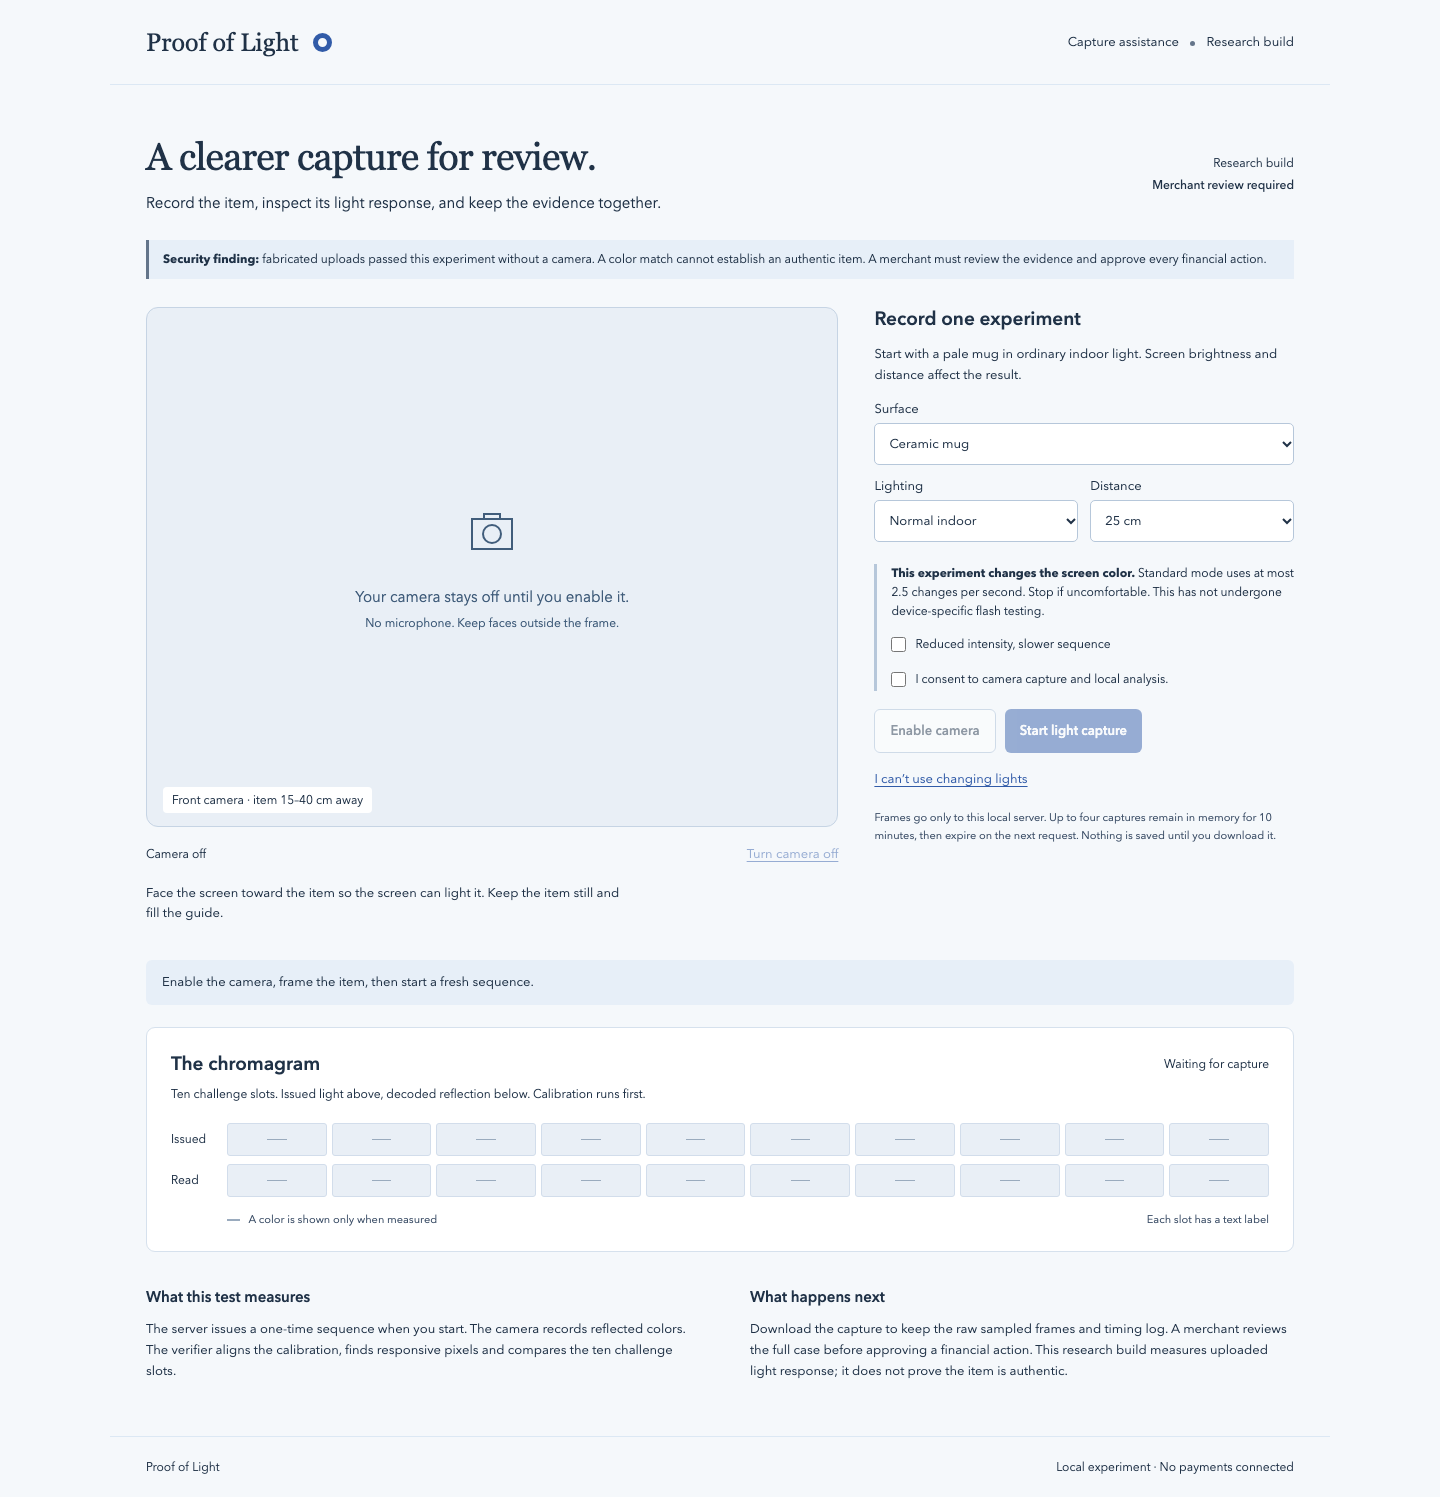 Proof of Light
Capture assistance • Research build
A clearer capture for review.
Record the item, inspect its light response, and keep the evidence together.
Research build
Merchant review required
Security finding: fabricated uploads passed this experiment without a camera. A color match cannot establish an authentic item. A merchant must review the evidence and approve every financial action.
Your camera stays off until you enable it.
No microphone. Keep faces outside the frame.
Front camera · item 15–40 cm away
Camera off
Turn camera off
Face the screen toward the item so the screen can light it. Keep the item still and
fill the guide.
Record one experiment
Start with a pale mug in ordinary indoor light. Screen brightness and
distance affect the result.
Surface
Ceramic mug
Lighting
Distance
Normal indoor
25 cm
This experiment changes the screen color. Standard mode uses at most
2.5 changes per second. Stop if uncomfortable. This has not undergone
device-specific flash testing.
Reduced intensity, slower sequence
I consent to camera capture and local analysis.
Enable camera
Start light capture
I can’t use changing lights
Frames go only to this local server. Up to four captures remain in memory for 10
minutes, then expire on the next request. Nothing is saved until you download it.
Enable the camera, frame the item, then start a fresh sequence.
The chromagram
Waiting for capture
Ten challenge slots. Issued light above, decoded reflection below. Calibration runs first.
Issued — — — — — — — — — —
Read — — — — — — — — — —
— A color is shown only when measured
Each slot has a text label
What this test measures
The server issues a one-time sequence when you start. The camera records reflected colors.
The verifier aligns the calibration, finds responsive pixels and compares the ten challenge
slots.
What happens next
Download the capture to keep the raw sampled frames and timing log. A merchant reviews
the full case before approving a financial action. This research build measures uploaded
light response; it does not prove the item is authentic.
Proof of Light
Local experiment · No payments connected